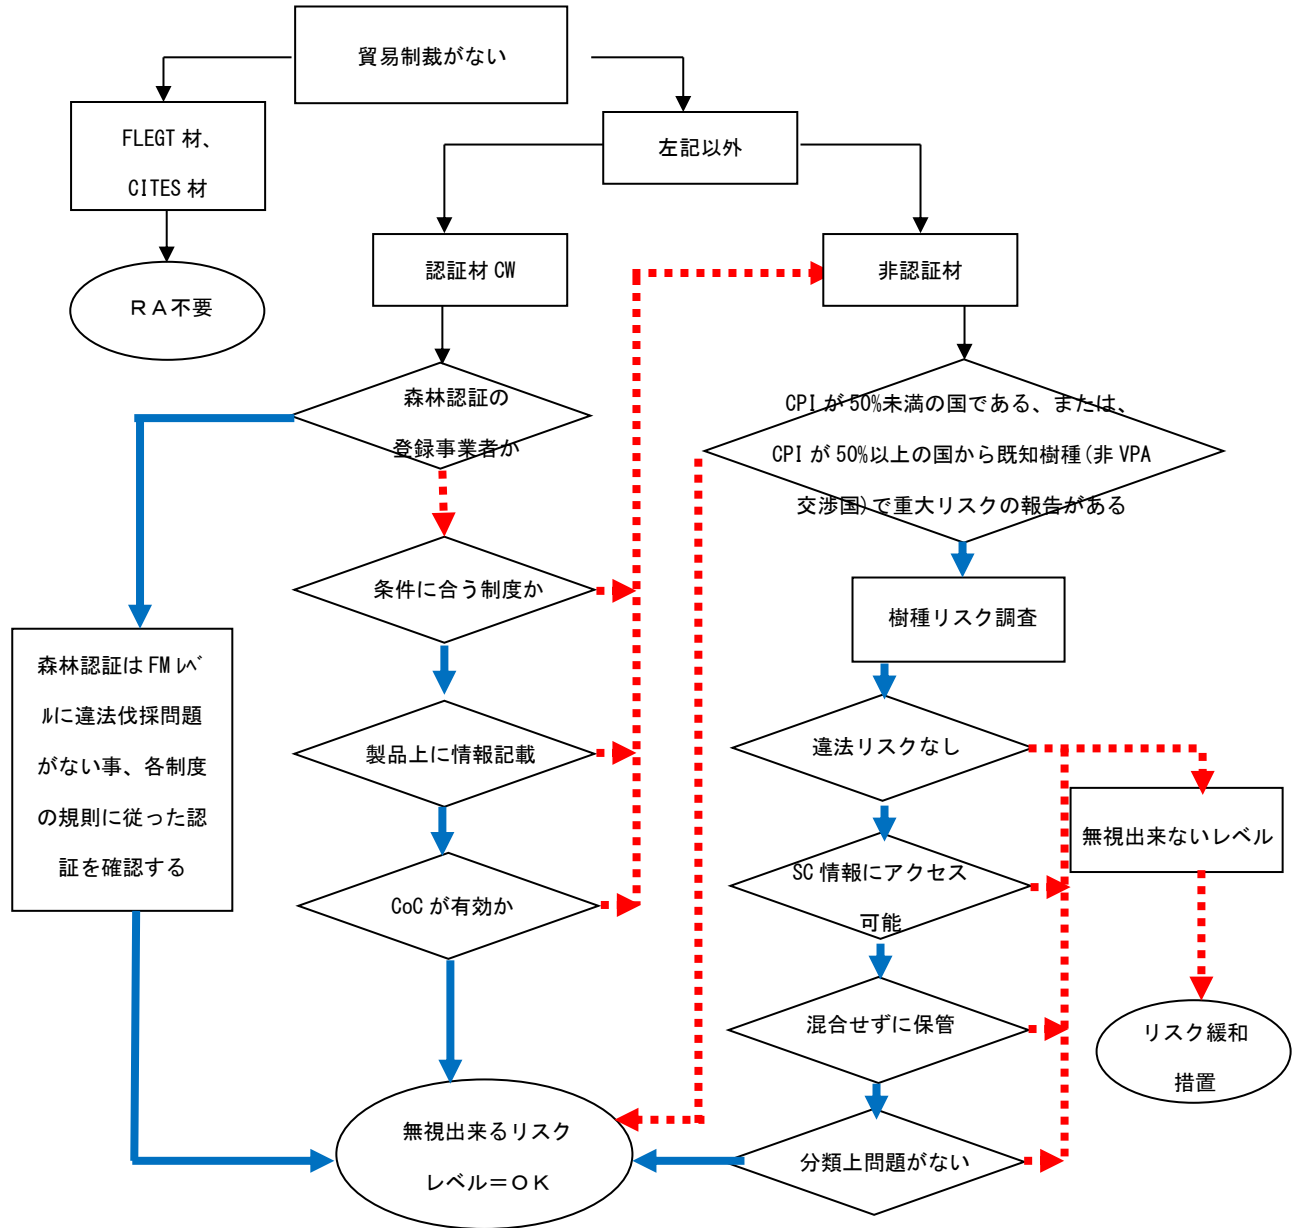 貿易制裁がない
FLEGT 材、
CITES 材
左記以外
RA不要
認証材 CW
非認証材
森林認証の
登録事業者か
CPI が 50%未満の国である、または、
CPI が 50%以上の国から既知樹種(非 VPA
交渉国)で重大リスクの報告がある
条件に合う制度か
樹種リスク調査
森林認証は FM レベ
ルに違法伐採問題
がない事、各制度
の規則に従った認
証を確認する
製品上に情報記載
違法リスクなし
無視出来ないレベル
CoC が有効か
SC 情報にアクセス
可能
混合せずに保管
リスク緩和
措置
無視出来るリスク
レベル=OK
分類上問題がない